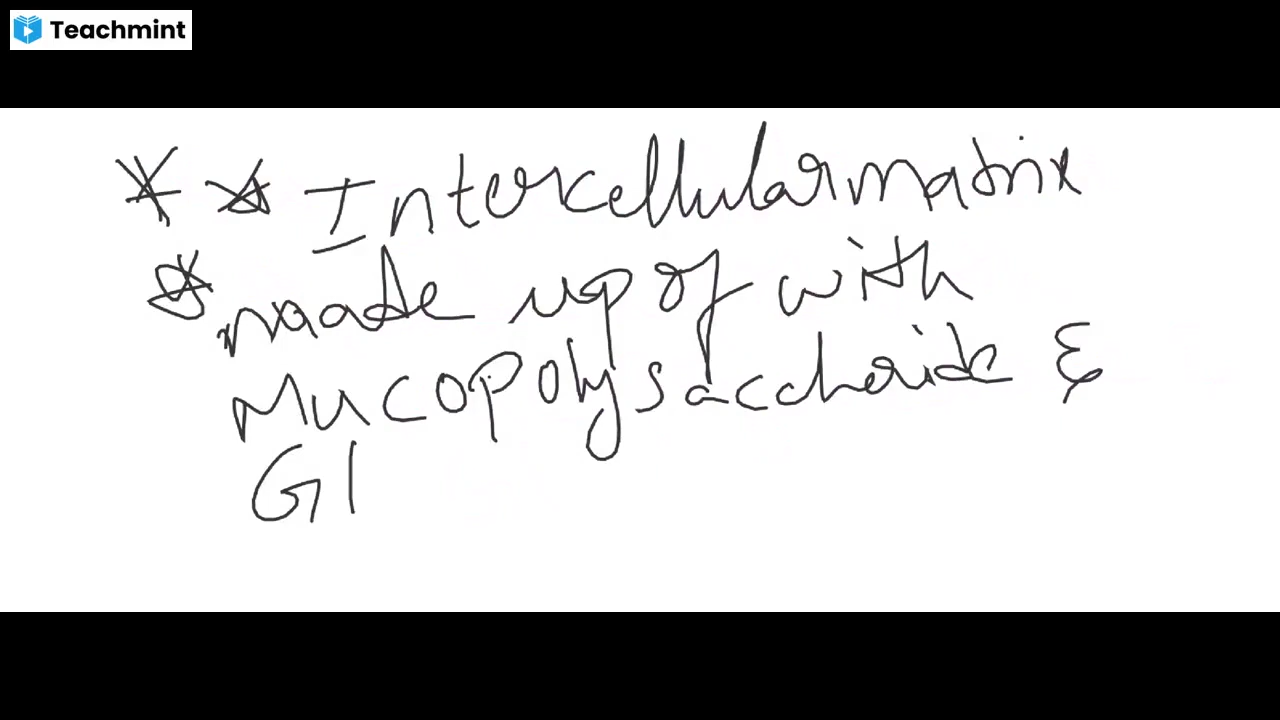 Teachmint
Intercellular matrix
made up of with
Mucopolysaccharide &
Gl